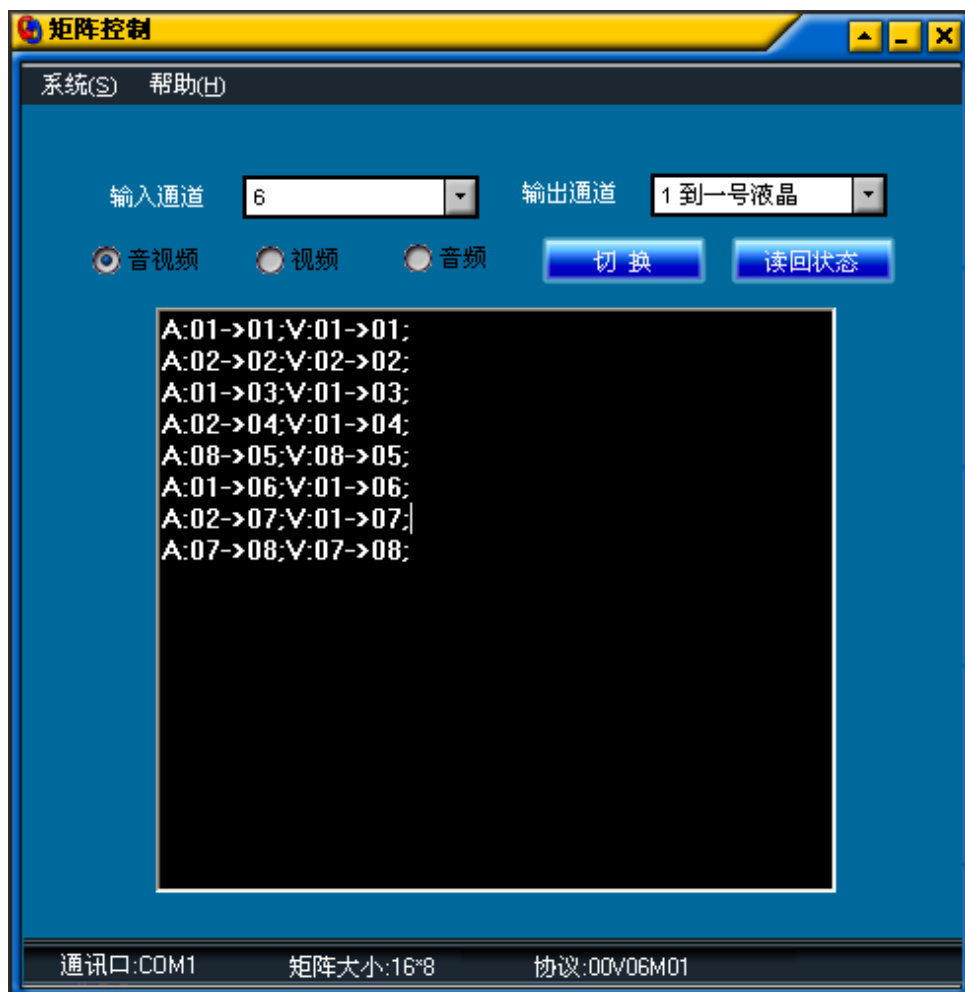 矩阵控制
系统(S) 帮助(H)
输入通道 6 输出通道 1 到一号液晶
音视频 视频 音频 切 换 读回状态
A:01->01;V:01->01;
A:02->02;V:02->02;
A:01->03;V:01->03;
A:02->04;V:01->04;
A:08->05;V:08->05;
A:01->06;V:01->06;
A:02->07;V:01->07;
A:07->08;V:07->08;
通讯口:COM1 矩阵大小:16*8 协议:00V06M01